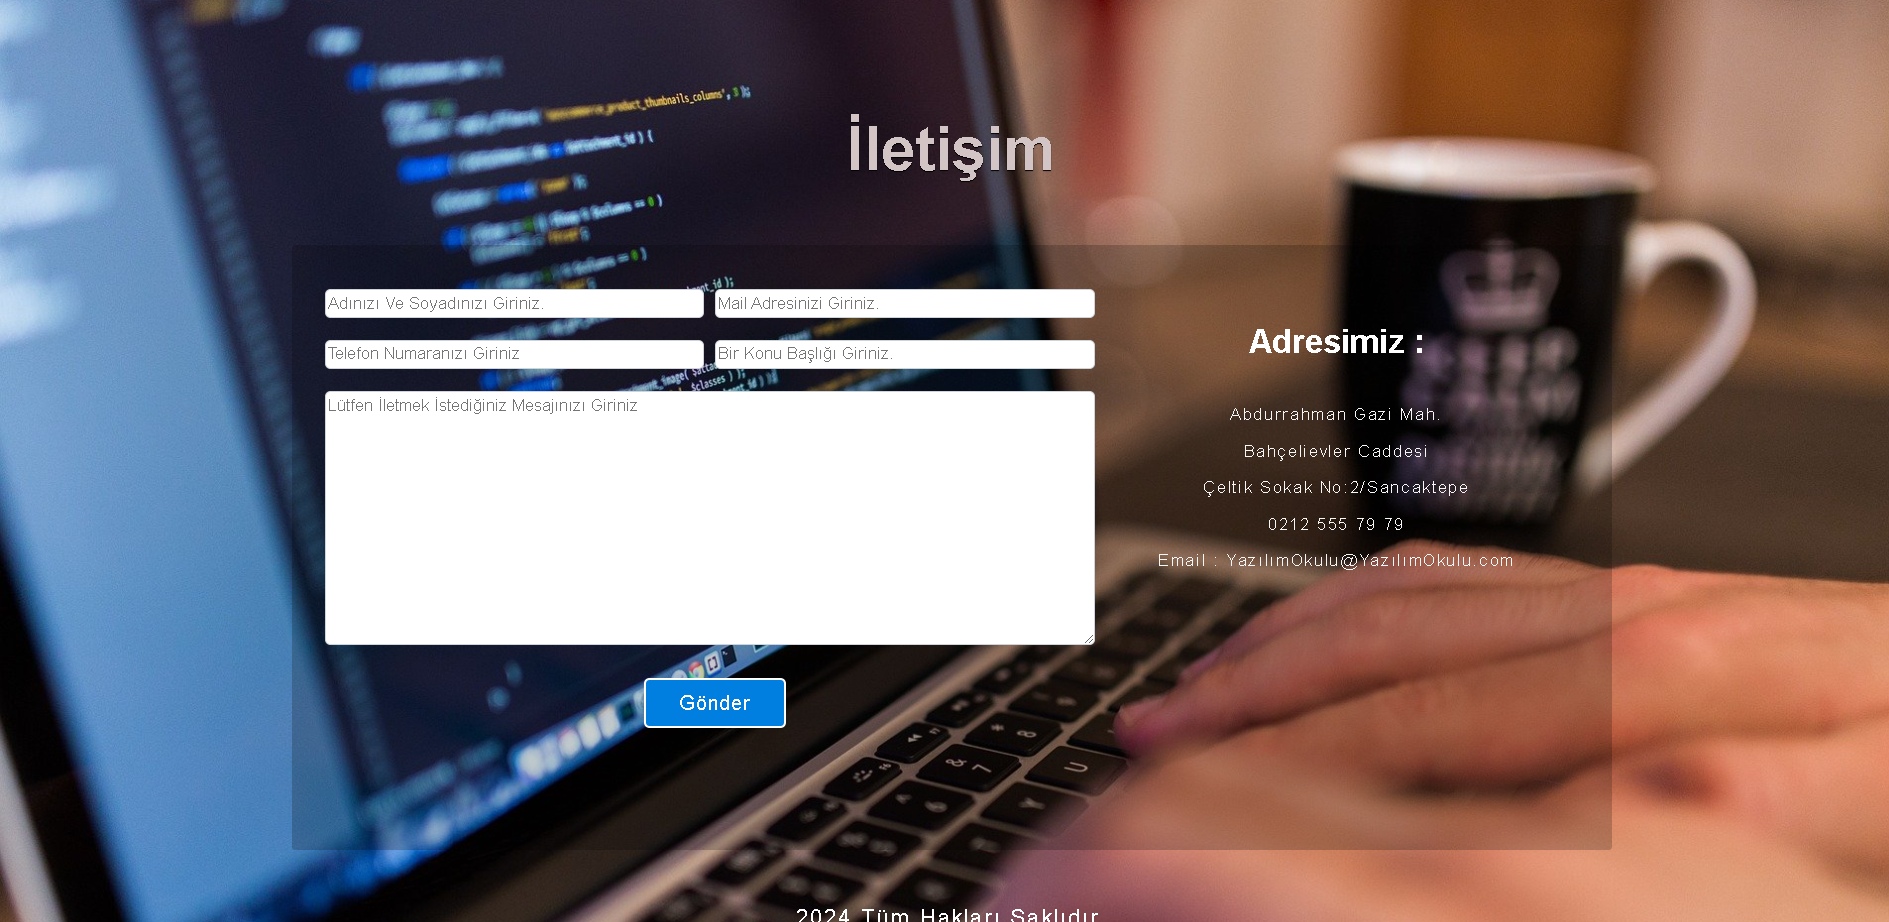 İletişim
Adınızı Ve Soyadınızı Giriniz.
Mail Adresinizi Giriniz.
Telefon Numaranızı Giriniz
Bir Konu Başlığı Giriniz.
Lütfen İletmek İstediğiniz Mesajınızı Giriniz
Gönder
Adresimiz :
Abdurrahman Gazi Mah.
Bahçelievler Caddesi
Çeltik Sokak No:2/Sancaktepe
0212 555 79 79
Email : YazılımOkulu@YazılımOkulu.com
2024 Tüm Hakları Saklıdır